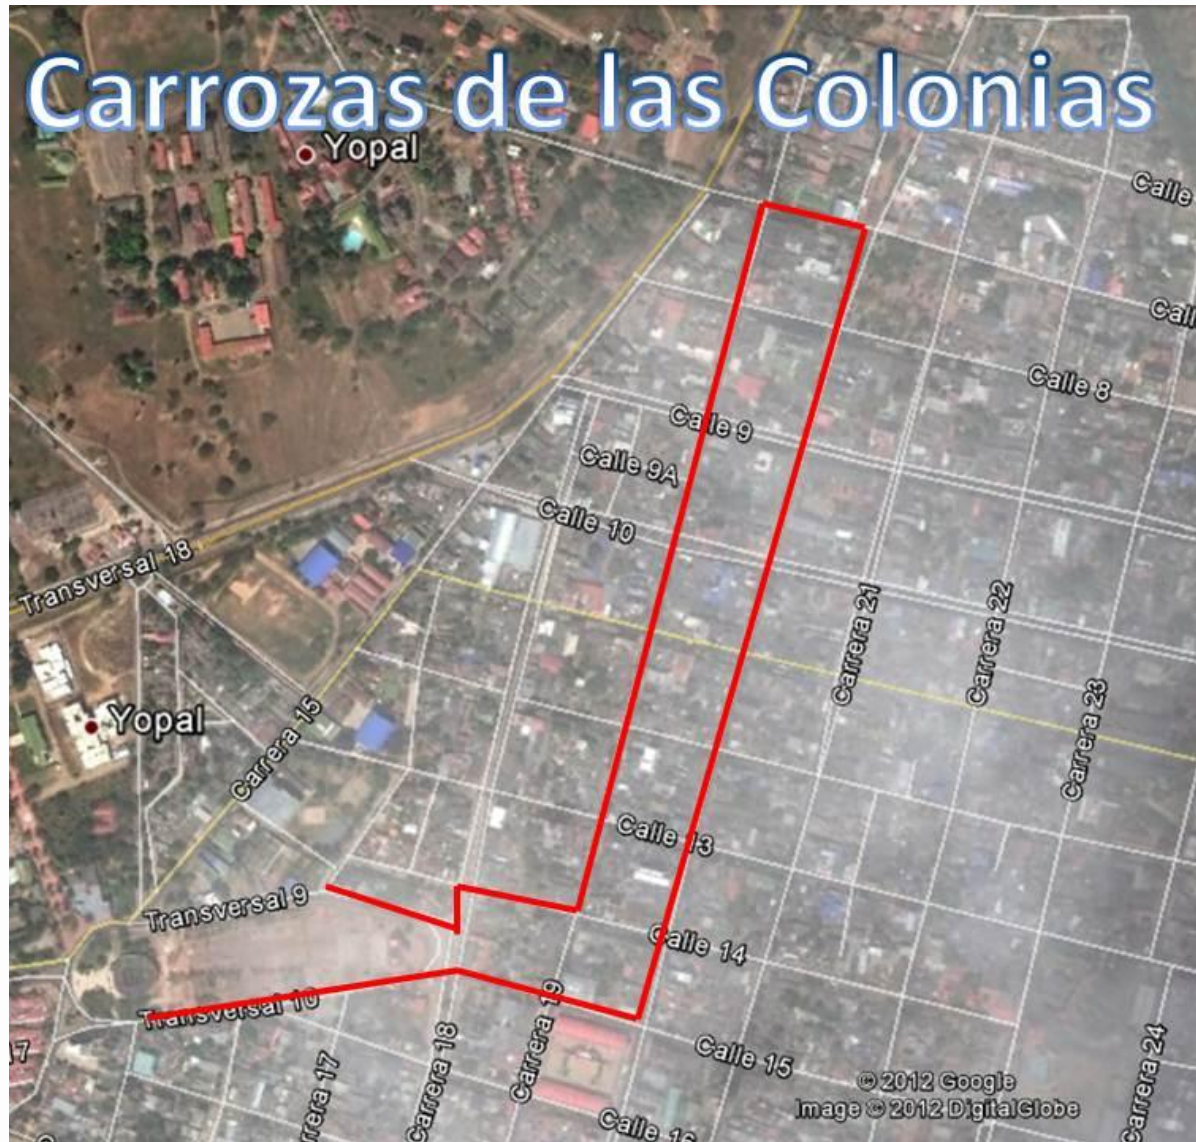 Carrozas de las Colonias
Yopal
Calle
Calle 8
Calle 9
Calle 9A
Calle 10
Transversal 18
Carrera 21
Carrera 22
Carrera 23
Yopal
Carrera 15
Calle 13
Transversal 9
Calle 14
Transversal 10
Carrera 19
Carrera 18
Carrera 17
Calle 15
Carrera 24
© 2012 Google
Image © 2012 DigitalGlobe
Calle 16
17